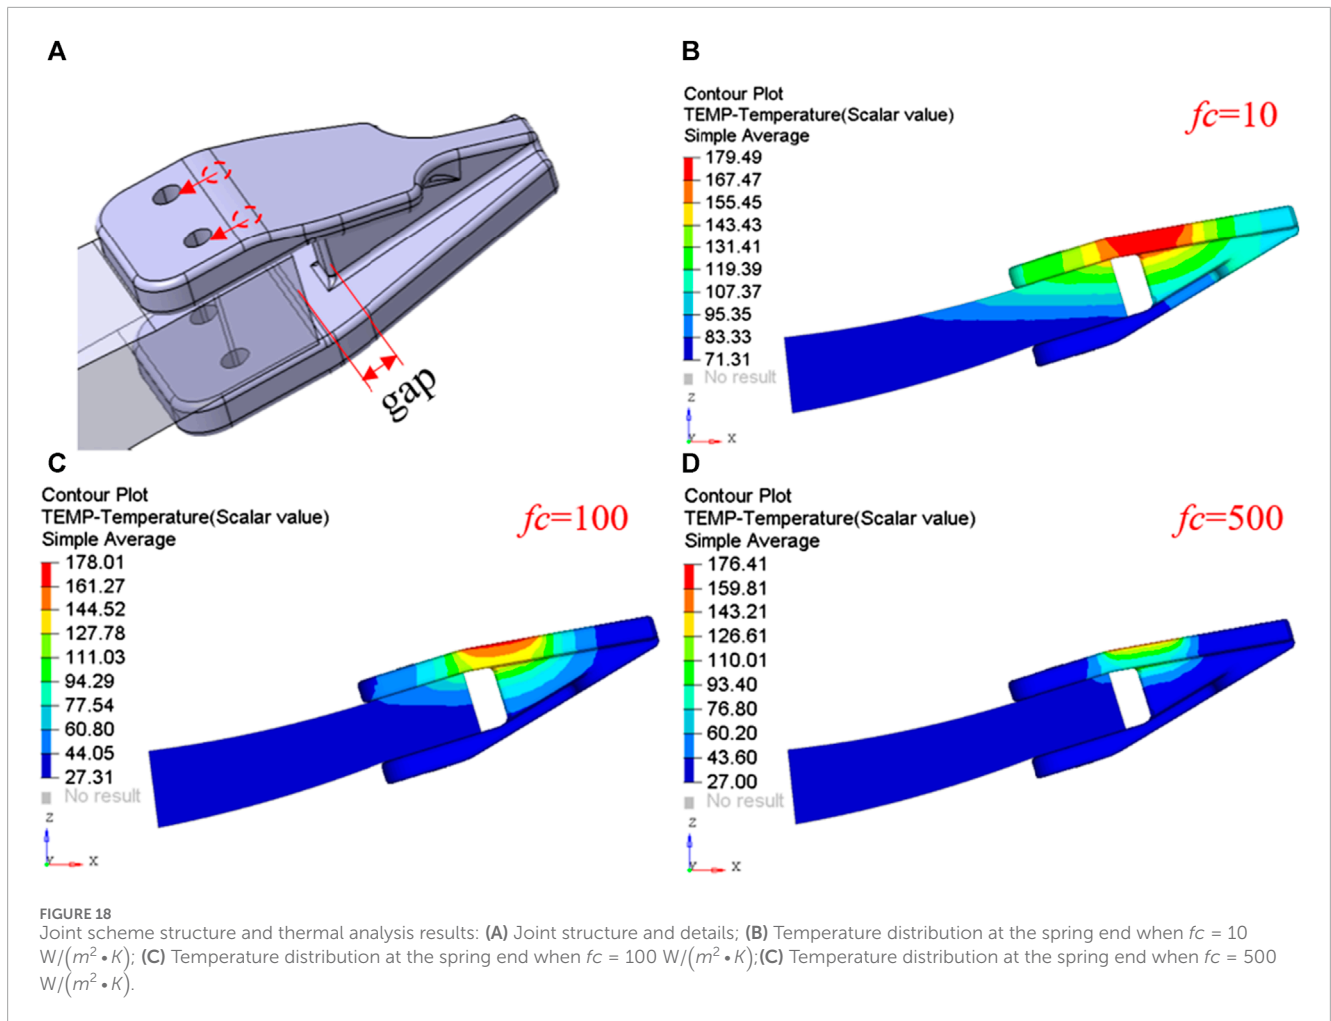 A
gap
B
Contour Plot
TEMP-Temperature(Scalar value)
Simple Average
fc=10
179.49
167.47
155.45
143.43
131.41
119.39
107.37
95.35
83.33
71.31
No result
Z
Y X
C
Contour Plot
TEMP-Temperature(Scalar value)
Simple Average
fc=100
178.01
161.27
144.52
127.78
111.03
94.29
77.54
60.80
44.05
27.31
No result
Z
Y X
D
Contour Plot
TEMP-Temperature(Scalar value)
Simple Average
fc=500
176.41
159.81
143.21
126.61
110.01
93.40
76.80
60.20
43.60
27.00
No result
Z
Y X
FIGURE 18
Joint scheme structure and thermal analysis results: (A) Joint structure and details; (B) Temperature distribution at the spring end when fc = 10
W/(m² • K); (C) Temperature distribution at the spring end when fc = 100 W/(m² • K);(C) Temperature distribution at the spring end when fc = 500
W/(m² • K).